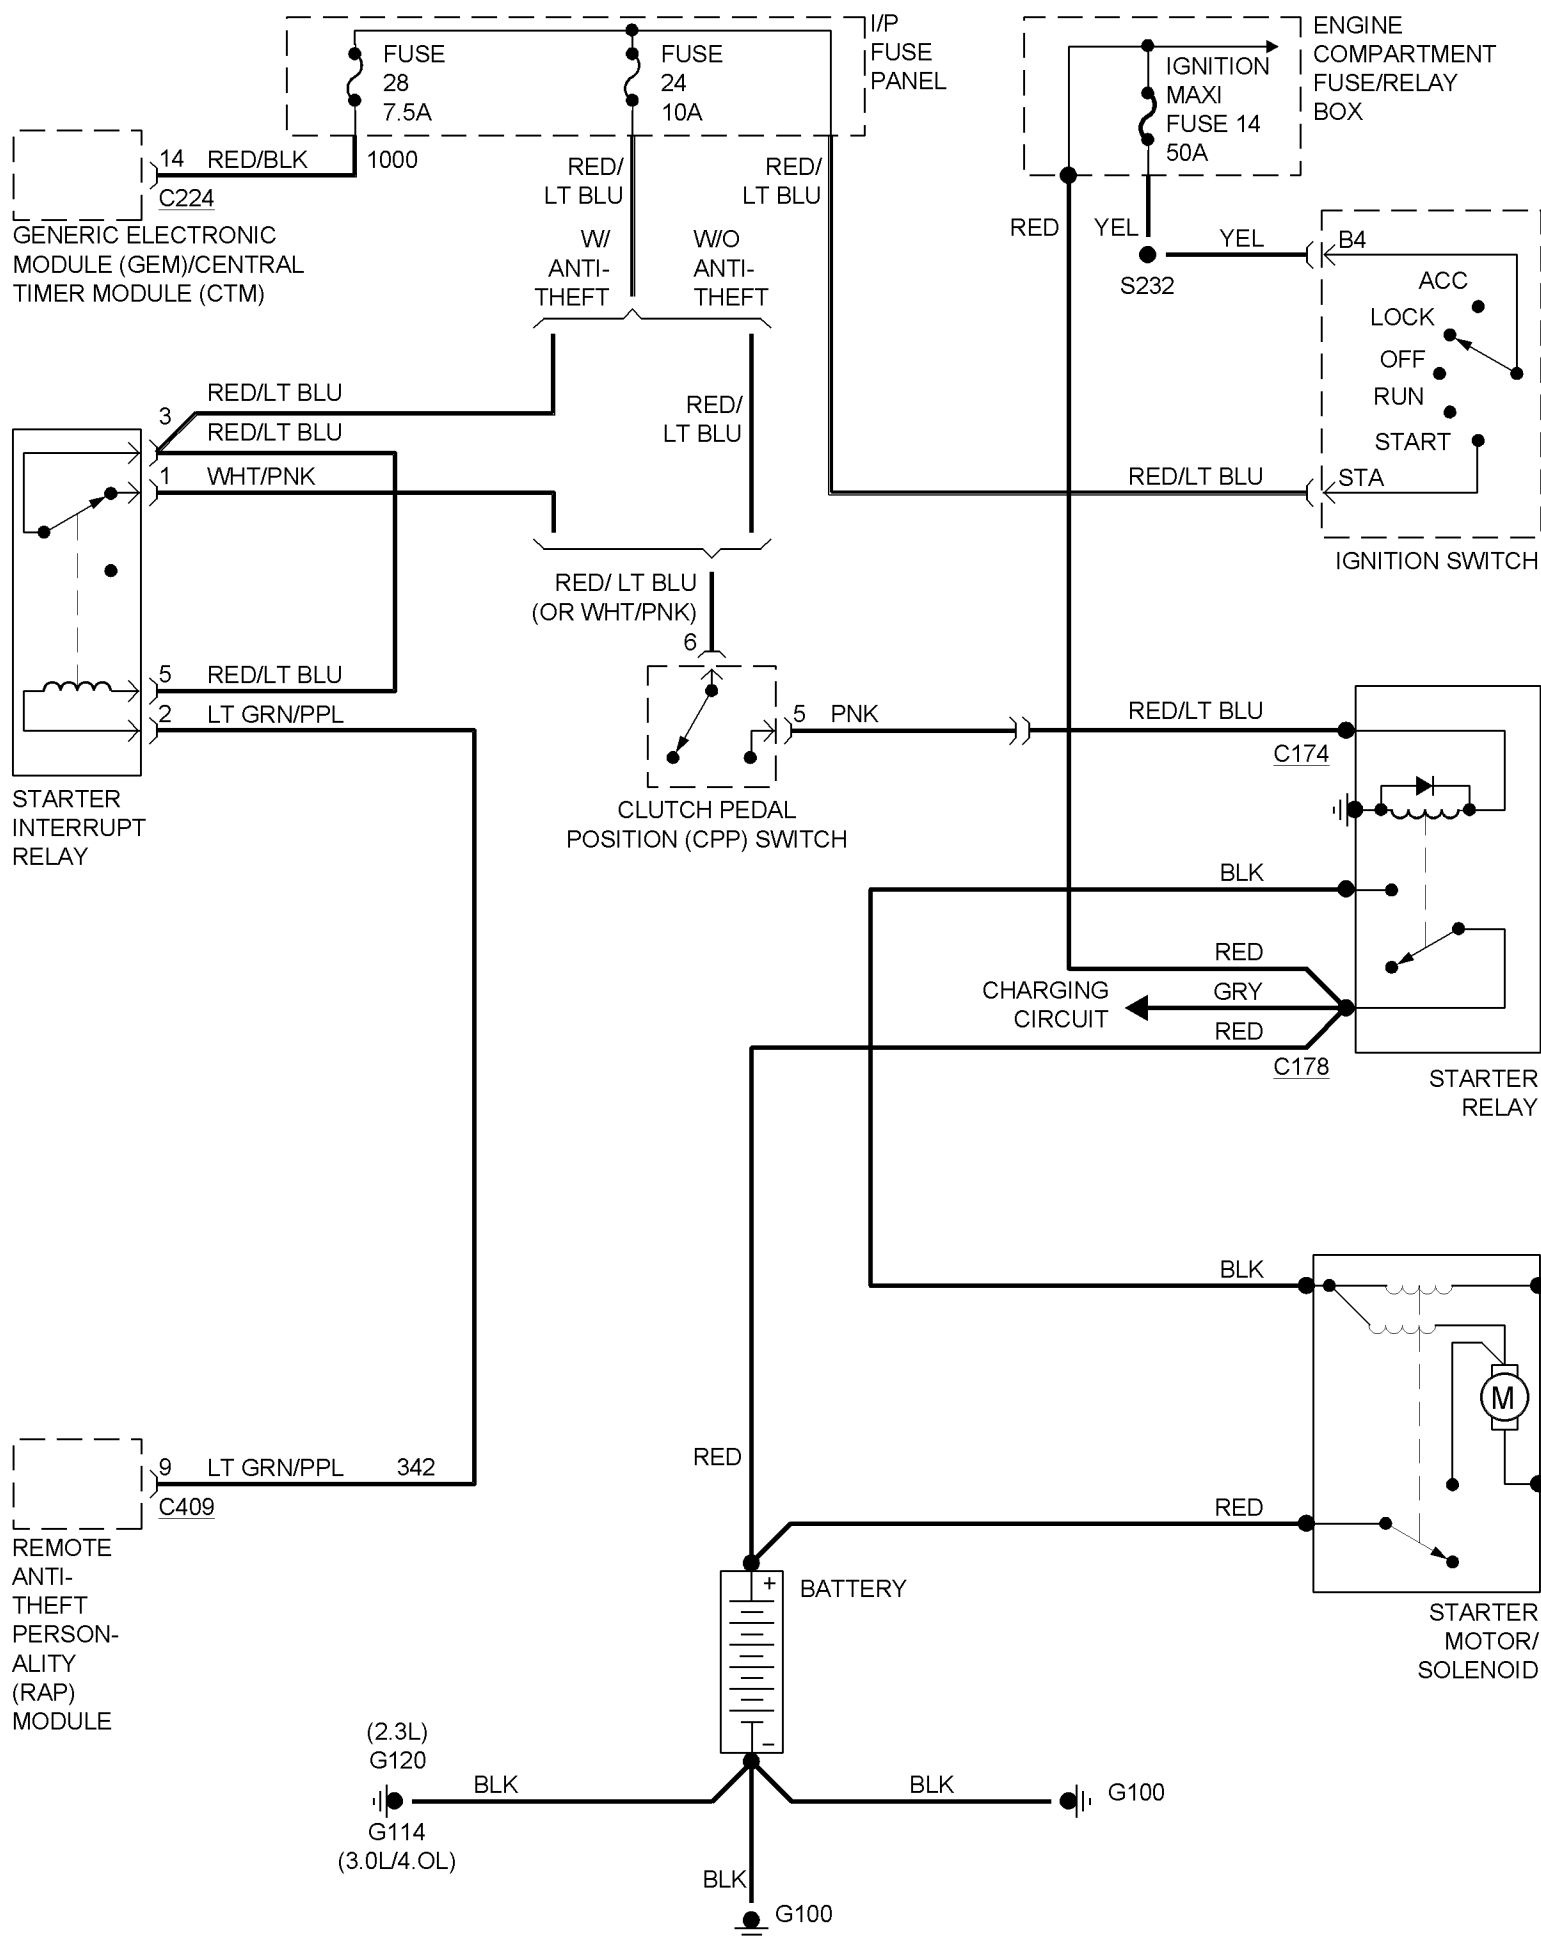 FUSE
28
7.5A
FUSE
24
10A
I/P
FUSE
PANEL
IGNITION
MAXI
FUSE 14
50A
ENGINE
COMPARTMENT
FUSE/RELAY
BOX
14 RED/BLK 1000
C224
GENERIC ELECTRONIC
MODULE (GEM)/CENTRAL
TIMER MODULE (CTM)
RED/
LT BLU
RED/
LT BLU
W/
ANTI-
THEFT
W/O
ANTI-
THEFT
RED
YEL
YEL
S232
B4
ACC
LOCK
OFF
RUN
START
STA
RED/LT BLU
IGNITION SWITCH
3
RED/LT BLU
RED/LT BLU
1 WHT/PNK
5 RED/LT BLU
2 LT GRN/PPL
STARTER
INTERRUPT
RELAY
RED/
LT BLU
RED/ LT BLU
(OR WHT/PNK)
6
5 PNK
CLUTCH PEDAL
POSITION (CPP) SWITCH
RED/LT BLU
C174
BLK
RED
GRY
RED
CHARGING
CIRCUIT
C178
STARTER
RELAY
BLK
M
RED
RED
STARTER
MOTOR/
SOLENOID
9 LT GRN/PPL 342
C409
REMOTE
ANTI-
THEFT
PERSON-
ALITY
(RAP)
MODULE
+
BATTERY
–
(2.3L)
G120
G114
(3.0L/4.OL)
BLK
BLK
G100
BLK
G100